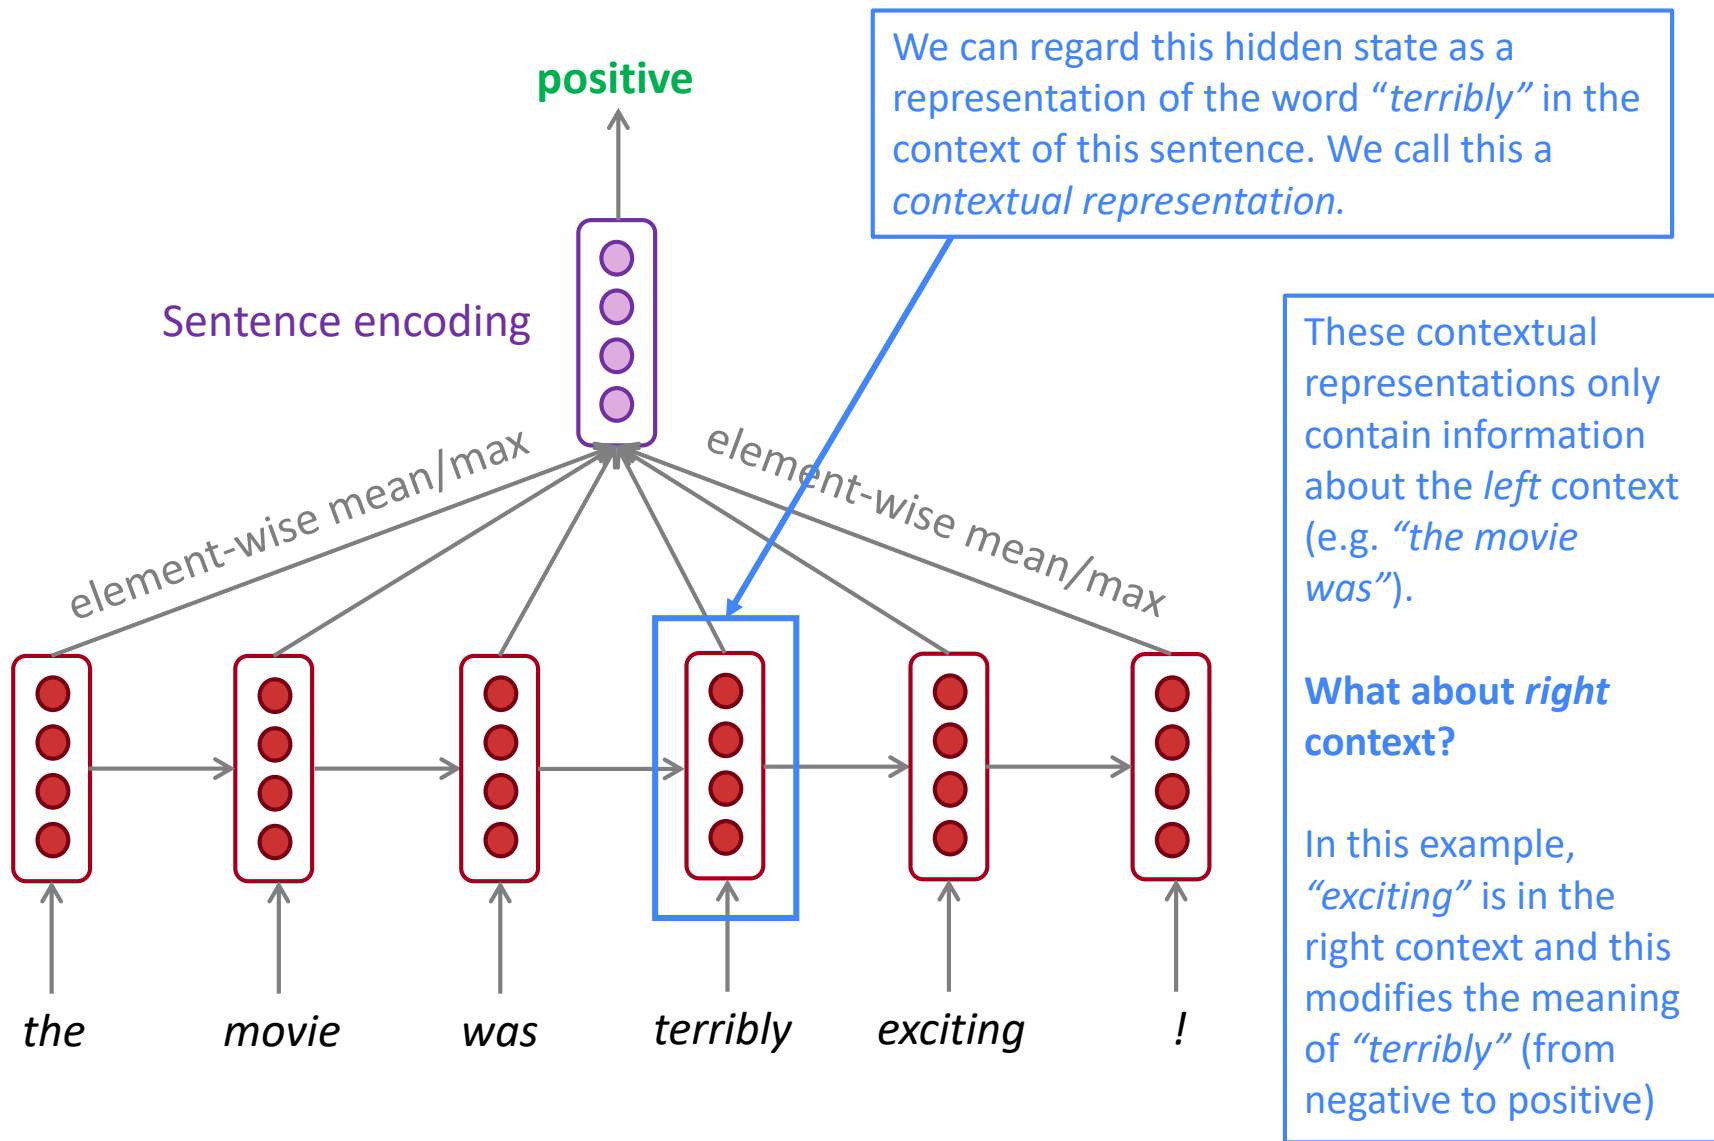 We can regard this hidden state as a
representation of the word “terribly” in the
context of this sentence. We call this a
contextual representation.
positive
Sentence encoding
element-wise mean/max
element-wise mean/max
the
movie
was
terribly
exciting
!
These contextual
representations only
contain information
about the left context
(e.g. “the movie
was”).
What about right
context?
In this example,
“exciting” is in the
right context and this
modifies the meaning
of “terribly” (from
negative to positive)